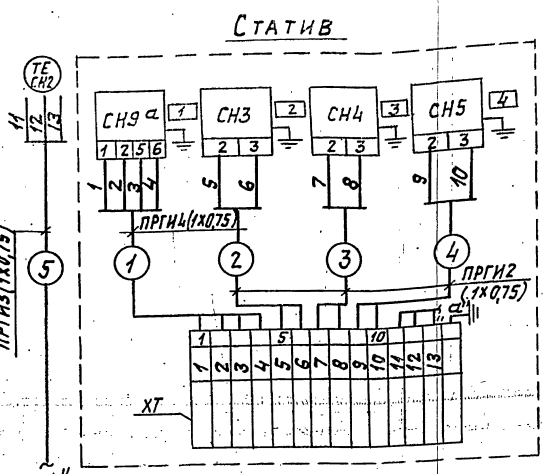 СТАТИВ
ТЕ
СН2
11 12 13
СН9а 1
1 2 5 6
СН3 2
2 3
СН4 3
2 3
СН5 4
2 3
1 2 3 4
5 6
7 8
9 10
ПРГИ4(1х0,75)
ПРГИ3(1х0,75)
5
1
2
3
4
ПРГИ2
(1х0,75)
"а"
1 5 10
1 2 3 4 5 6 7 8 9 10 11 12 13
ХТ